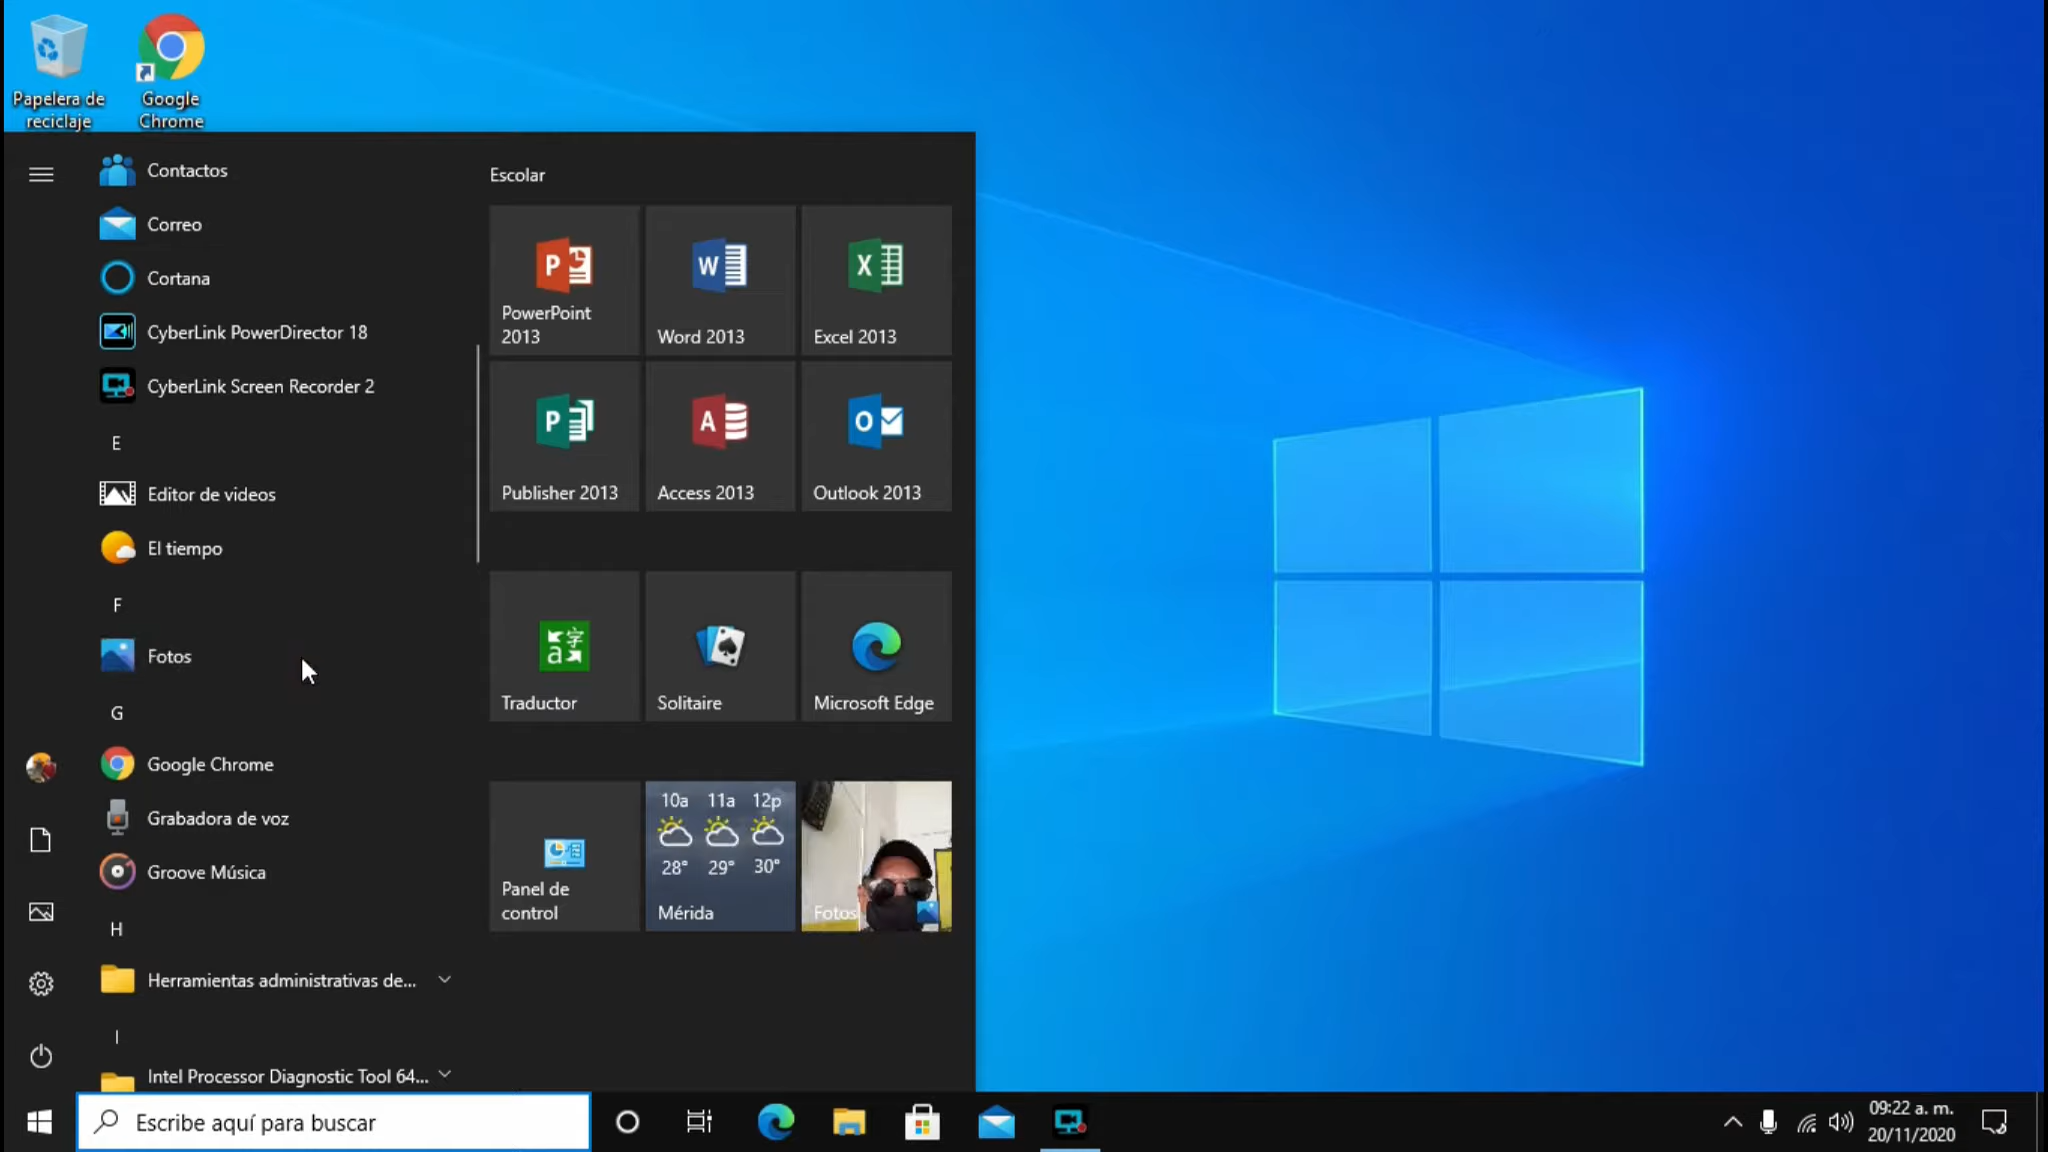 Papelera de
reciclaje
Google
Chrome
Contactos
Correo
Cortana
CyberLink PowerDirector 18
CyberLink Screen Recorder 2
E
Editor de videos
El tiempo
F
Fotos
G
Google Chrome
Grabadora de voz
Groove Música
H
Herramientas administrativas de...
I
Intel Processor Diagnostic Tool 64...
Escolar
PowerPoint
2013
Word 2013
Excel 2013
Publisher 2013
Access 2013
Outlook 2013
Traductor
Solitaire
Microsoft Edge
Panel de
control
10a 11a 12p
28° 29° 30°
Mérida
Fotos
Escribe aquí para buscar
09:22 a. m.
20/11/2020